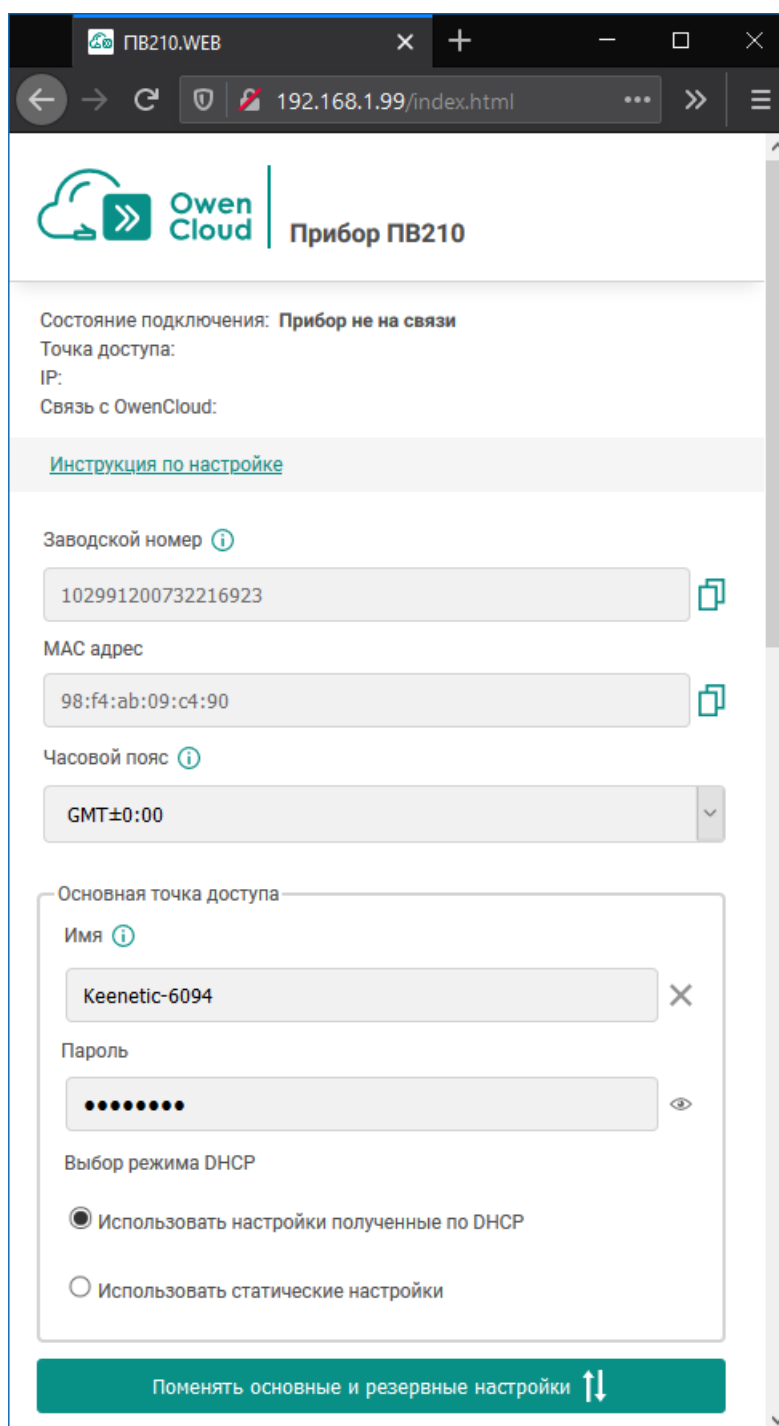 ПВ210.WEB
192.168.1.99/index.html
Owen
Cloud
Прибор ПВ210
Состояние подключения: Прибор не на связи
Точка доступа:
IP:
Связь с OwenCloud:
Инструкция по настройке
Заводской номер
102991200732216923
MAC адрес
98:f4:ab:09:c4:90
Часовой пояс
GMT±0:00
Основная точка доступа
Имя
Keenetic-6094
Пароль
••••••••
Выбор режима DHCP
Использовать настройки полученные по DHCP
Использовать статические настройки
Поменять основные и резервные настройки